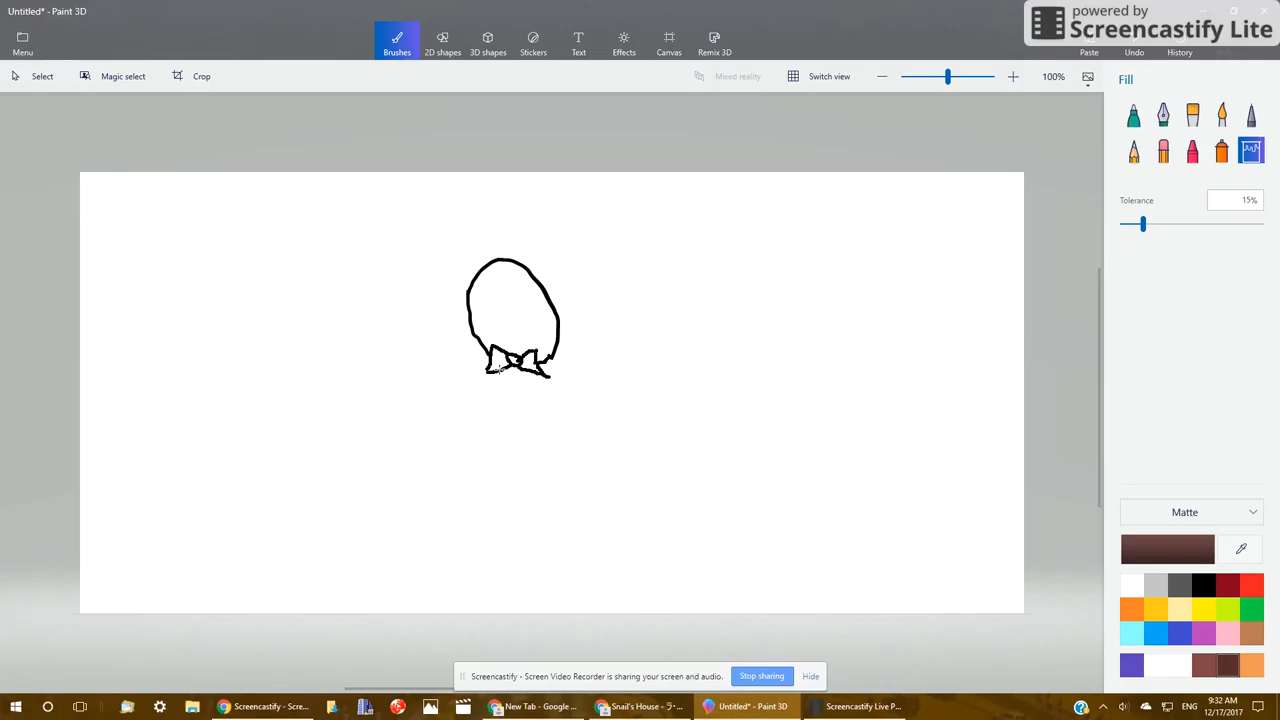 Untitled* - Paint 3D
powered by
Screencastify Lite
Menu
Brushes
2D shapes
3D shapes
Stickers
Text
Effects
Canvas
Remix 3D
Paste
Undo
History
Select
Magic select
Crop
Mixed reality
Switch view
100%
Fill
Tolerance
15%
Matte
Screencastify - Screen Video Recorder is sharing your screen and audio.
Stop sharing
Hide
Screencastify - Scre...
New Tab - Google ...
Snail's House - ラ·...
Untitled* - Paint 3D
Screencastify Live P...
ENG
9:32 AM
12/17/2017